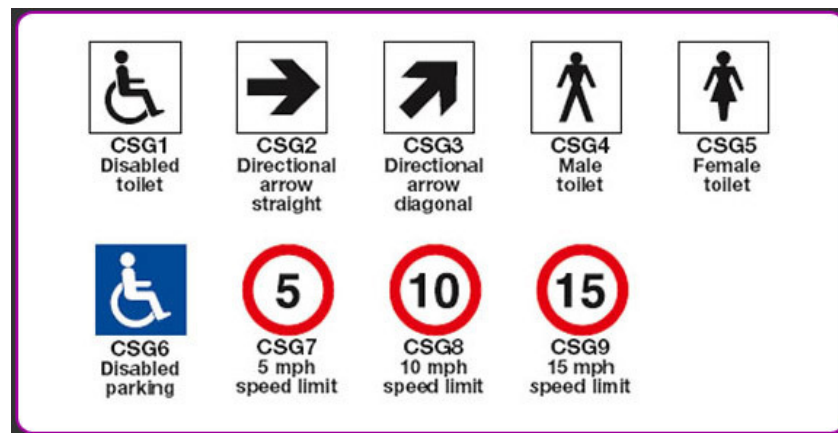 CSG1
Disabled
toilet
CSG2
Directional
arrow
straight
CSG3
Directional
arrow
diagonal
CSG4
Male
toilet
CSG5
Female
toilet
CSG6
Disabled
parking
5
CSG7
5 mph
speed limit
10
CSG8
10 mph
speed limit
15
CSG9
15 mph
speed limit